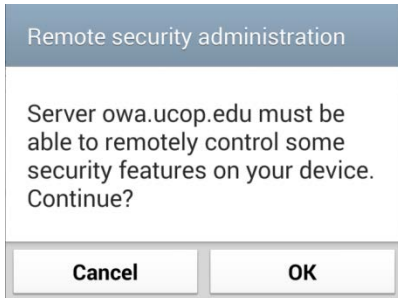 Remote security administration
Server owa.ucop.edu must be
able to remotely control some
security features on your device.
Continue?
Cancel
OK